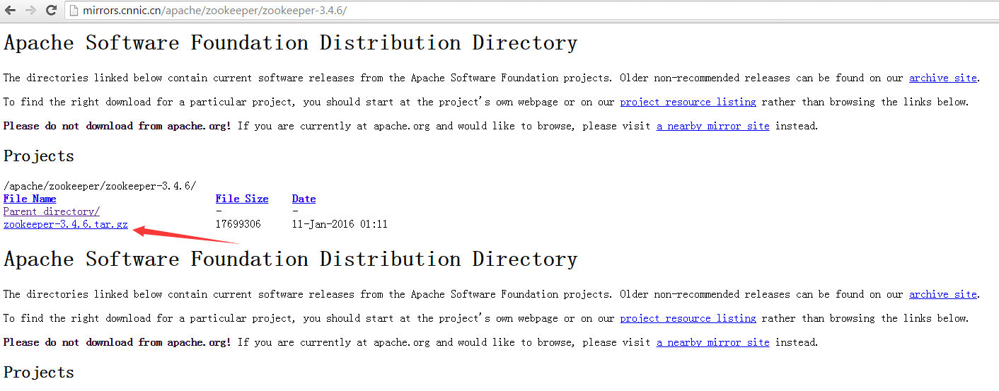 mirrors.cnnic.cn/apache/zookeeper/zookeeper-3.4.6/
Apache Software Foundation Distribution Directory
The directories linked below contain current software releases from the Apache Software Foundation projects. Older non-recommended releases can be found on our archive site.
To find the right download for a particular project, you should start at the project's own webpage or on our project resource listing rather than browsing the links below.
Please do not download from apache.org! If you are currently at apache.org and would like to browse, please visit a nearby mirror site instead.
Projects
/apache/zookeeper/zookeeper-3.4.6/
File Name File Size Date
Parent directory/ - -
zookeeper-3.4.6.tar.gz 17699306 11-Jan-2016 01:11
Apache Software Foundation Distribution Directory
The directories linked below contain current software releases from the Apache Software Foundation projects. Older non-recommended releases can be found on our archive site.
To find the right download for a particular project, you should start at the project's own webpage or on our project resource listing rather than browsing the links below.
Please do not download from apache.org! If you are currently at apache.org and would like to browse, please visit a nearby mirror site instead.
Projects